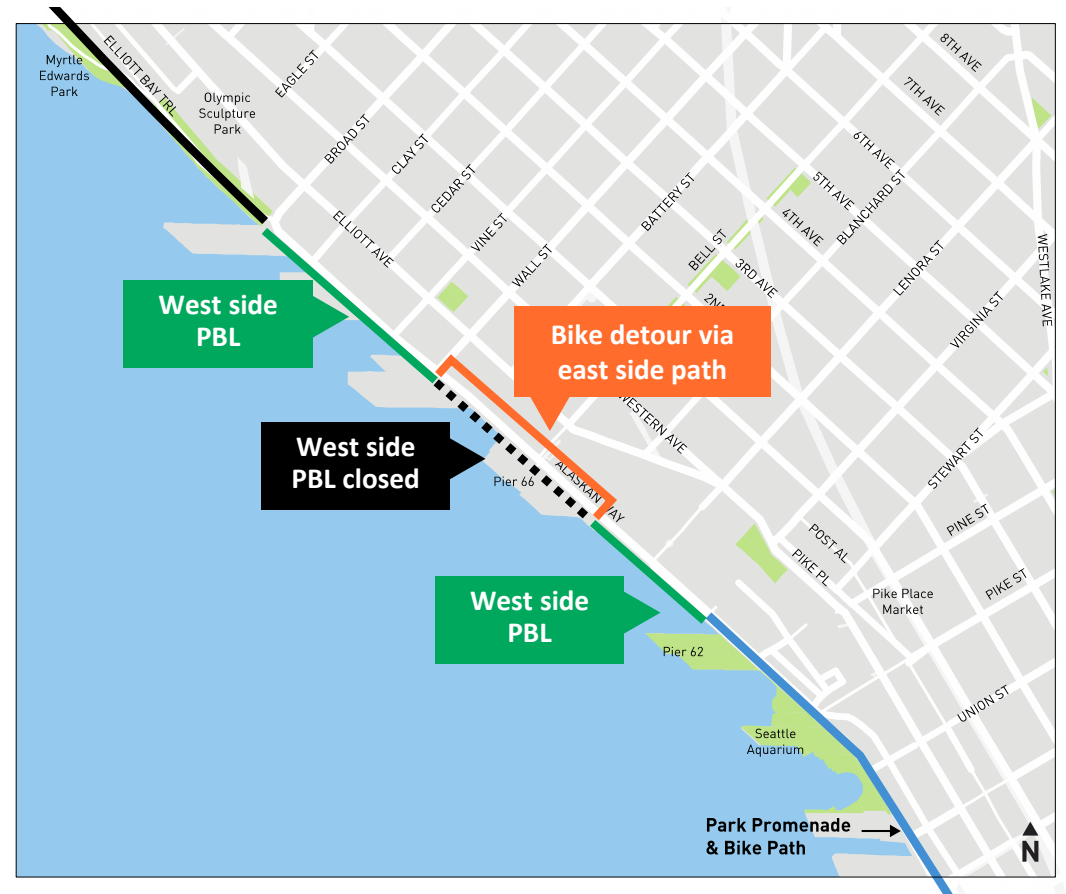 Myrtle
Edwards
Park
ELLIOTT BAY TRL
Olympic
Sculpture
Park
EAGLE ST
BROAD ST
CLAY ST
CEDAR ST
VINE ST
WALL ST
ELLIOTT AVE
BATTERY ST
BELL ST
8TH AVE
7TH AVE
6TH AVE
5TH AVE
4TH AVE
3RD AVE
BLANCHARD ST
LENORA ST
VIRGINIA ST
WESTLAKE AVE
West side
PBL
Bike detour via
east side path
West side
PBL closed
Pier 66
ALASKAN WAY
WESTERN AVE
STEWART ST
PINE ST
PIKE ST
POST AL
PIKE PL
Pike Place
Market
West side
PBL
Pier 62
UNION ST
Seattle
Aquarium
Park Promenade
& Bike Path
N